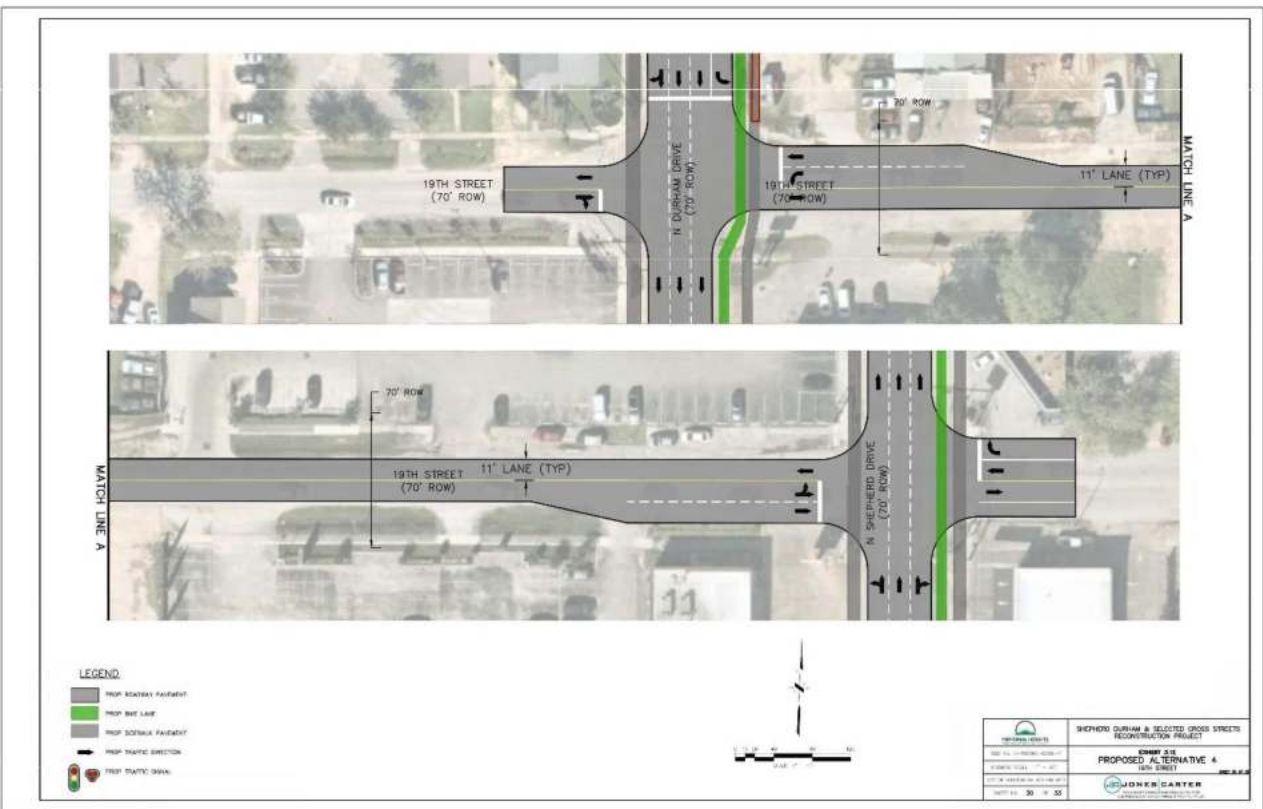 N DURHAM DRIVE
(70' ROW)
70' ROW
19TH STREET
(70' ROW)
19TH STREET
(70' ROW)
11' LANE (TYP)
MATCH LINE A
MATCH LINE A
70' ROW
19TH STREET
(70' ROW)
11' LANE (TYP)
N SHEPHERD DRIVE
(70' ROW)
11
LEGEND
PROP ROADWAY PAVEMENT
PROP BIKE LANE
PROP SIDEWALK PAVEMENT
PROP TRAFFIC DIRECTION
PROP TRAFFIC SIGNAL
SHEPHERD DURHAM & SELECTED CROSS STREETS
RECONSTRUCTION PROJECT
PROPOSED ALTERNATIVE 4
19TH STREET
JONES CARTER